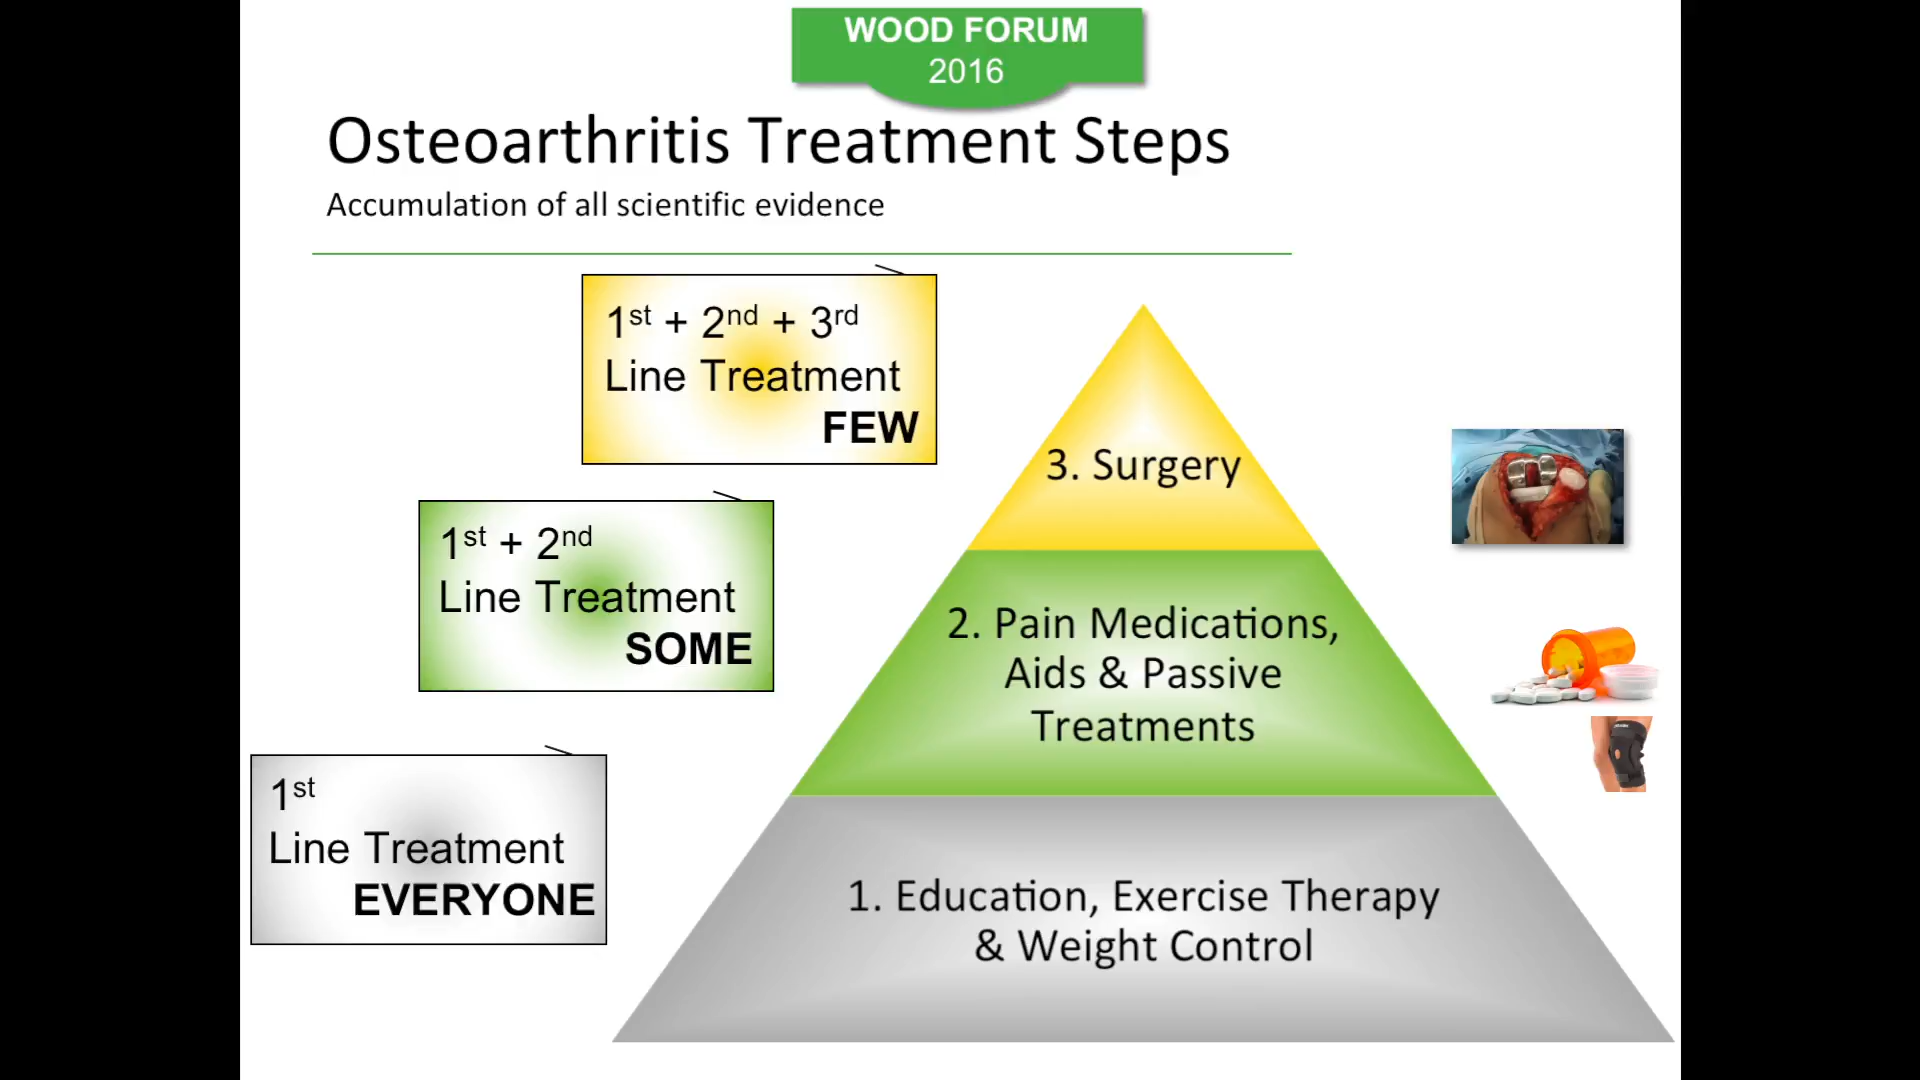 WOOD FORUM
2016
Osteoarthritis Treatment Steps
Accumulation of all scientific evidence
1st + 2nd + 3rd
Line Treatment
FEW
3. Surgery
1st + 2nd
Line Treatment
SOME
2. Pain Medications,
Aids & Passive
Treatments
1st
Line Treatment
EVERYONE
1. Education, Exercise Therapy
& Weight Control